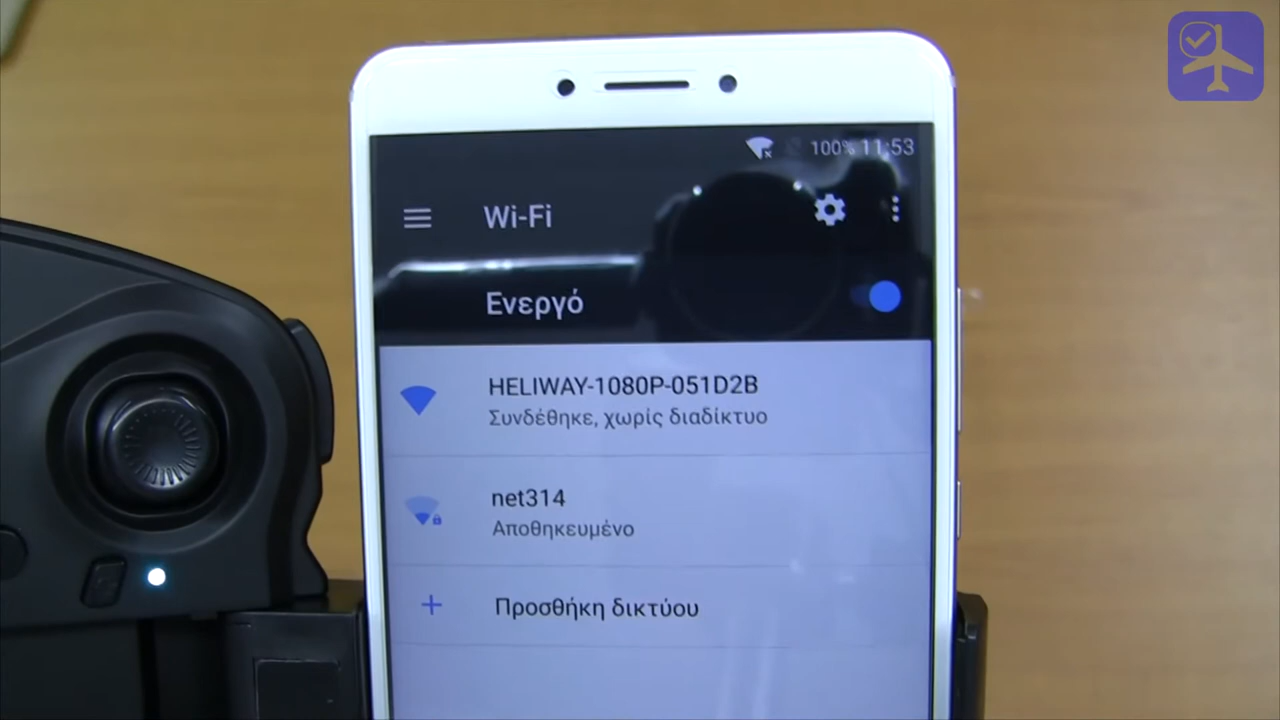 100% 11:53
Wi-Fi
Ενεργό
HELIWAY-1080P-051D2B
Συνδέθηκε, χωρίς διαδίκτυο
net314
Αποθηκευμένο
Προσθήκη δικτύου